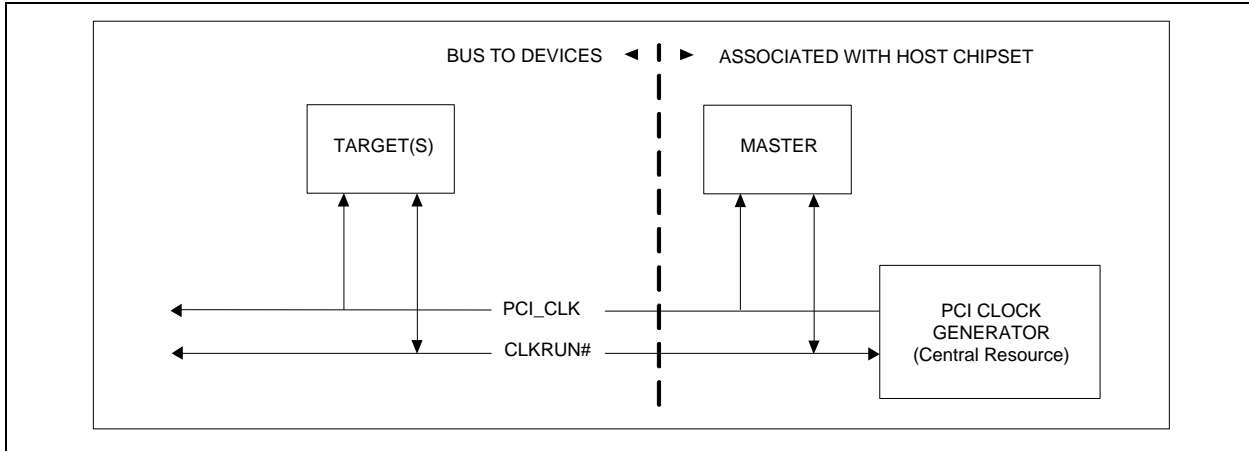 BUS TO DEVICES
ASSOCIATED WITH HOST CHIPSET
TARGET(S)
MASTER
PCI_CLK
CLKRUN#
PCI CLOCK
GENERATOR
(Central Resource)